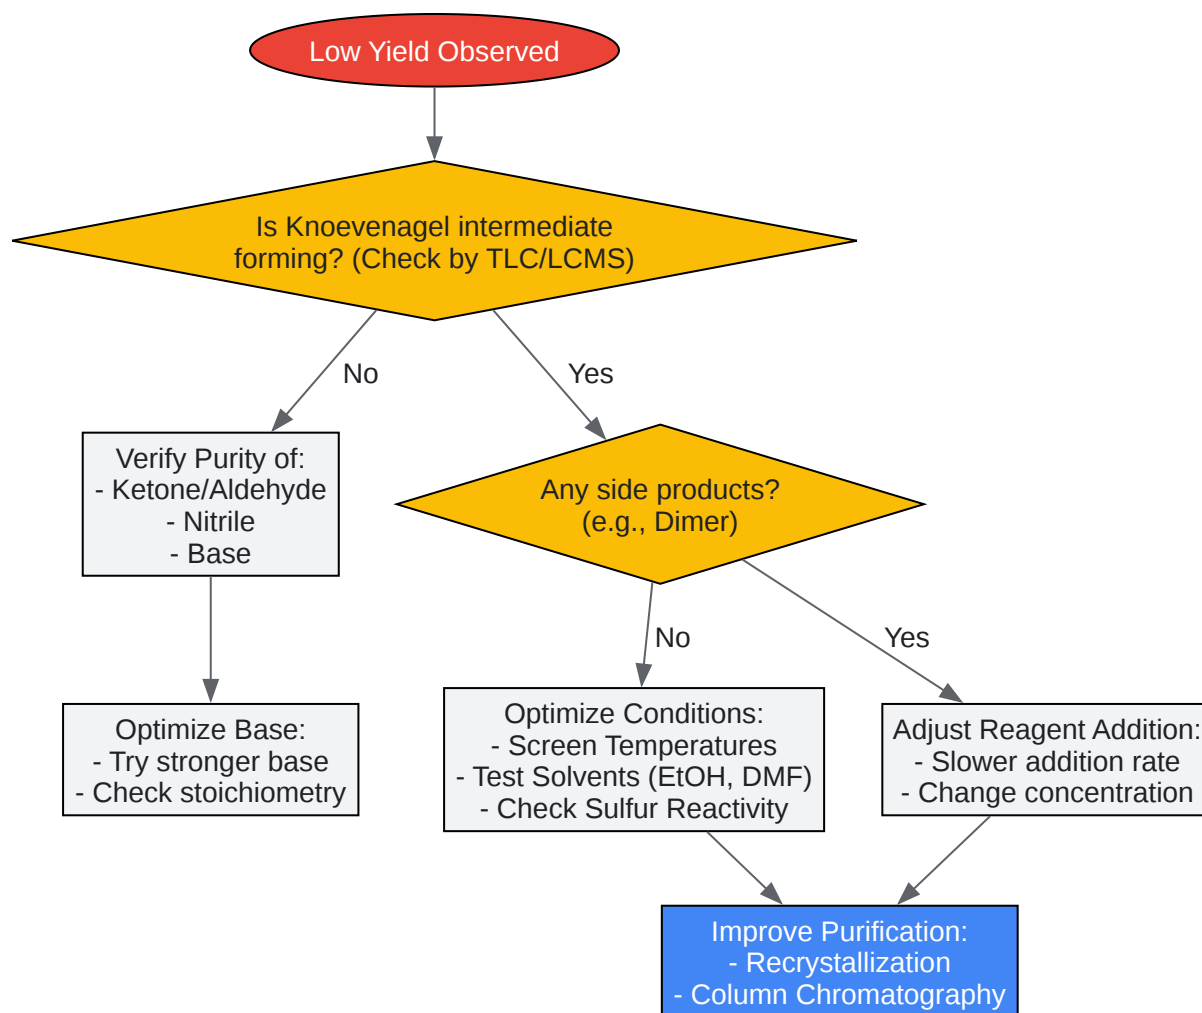 Low Yield Observed
Is Knoevenagel intermediate
forming? (Check by TLC/LCMS)
No
Yes
Verify Purity of:
- Ketone/Aldehyde
- Nitrile
- Base
Any side products?
(e.g., Dimer)
No
Yes
Optimize Base:
- Try stronger base
- Check stoichiometry
Optimize Conditions:
- Screen Temperatures
- Test Solvents (EtOH, DMF)
- Check Sulfur Reactivity
Adjust Reagent Addition:
- Slower addition rate
- Change concentration
Improve Purification:
- Recrystallization
- Column Chromatography